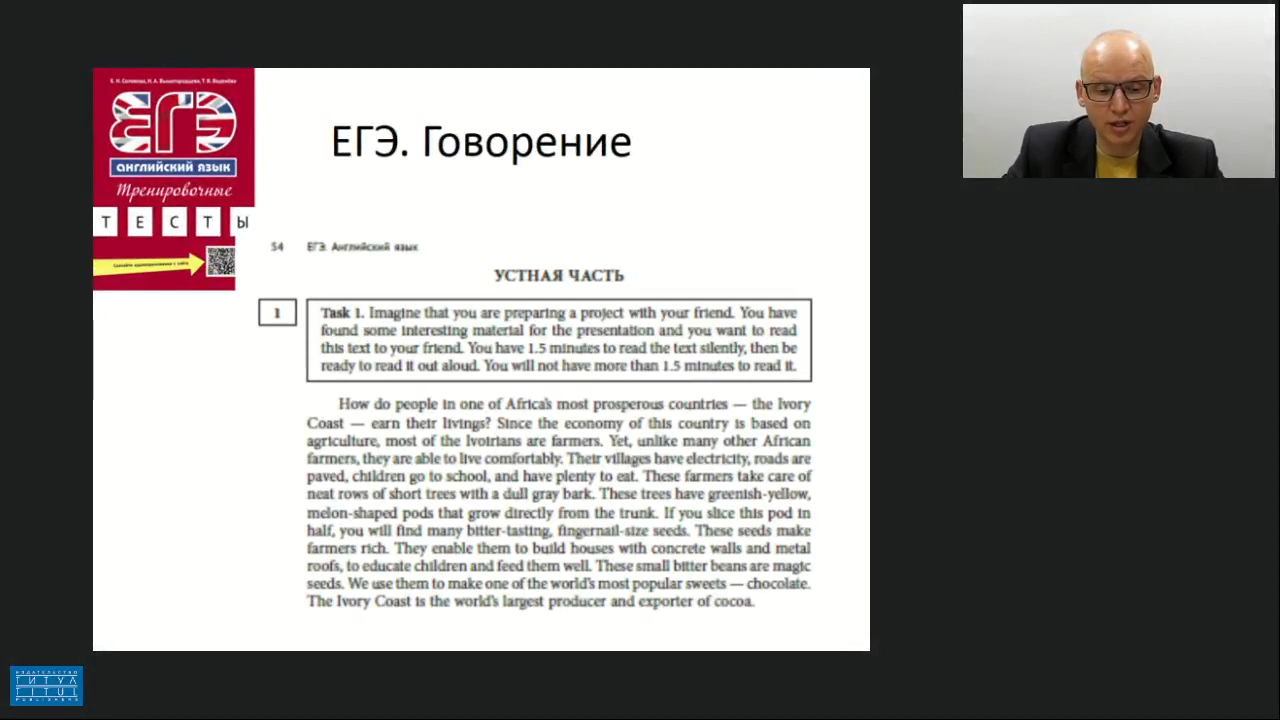 Е. Н. Соловова, Н. А. Вышегородцева, Т. В. Веденёва
ЕГЭ
английский язык
Тренировочные
ТЕСТЫ
ЕГЭ. Говорение
54 ЕГЭ. Английский язык
УСТНАЯ ЧАСТЬ
1
Task 1. Imagine that you are preparing a project with your friend. You have
found some interesting material for the presentation and you want to read
this text to your friend. You have 1.5 minutes to read the text silently, then be
ready to read it out aloud. You will not have more than 1.5 minutes to read it.
How do people in one of Africa's most prosperous countries — the Ivory
Coast — earn their livings? Since the economy of this country is based on
agriculture, most of the Ivoirians are farmers. Yet, unlike many other African
farmers, they are able to live comfortably. Their villages have electricity, roads are
paved, children go to school, and have plenty to eat. These farmers take care of
neat rows of short trees with a dull gray bark. These trees have greenish-yellow,
melon-shaped pods that grow directly from the trunk. If you slice this pod in
half, you will find many bitter-tasting, fingernail-size seeds. These seeds make
farmers rich. They enable them to build houses with concrete walls and metal
roofs, to educate children and feed them well. These small bitter beans are magic
seeds. We use them to make one of the world's most popular sweets — chocolate.
The Ivory Coast is the world's largest producer and exporter of cocoa.
ИЗДАТЕЛЬСТВО
ТИТУЛ
TITUL
PUBLISHERS